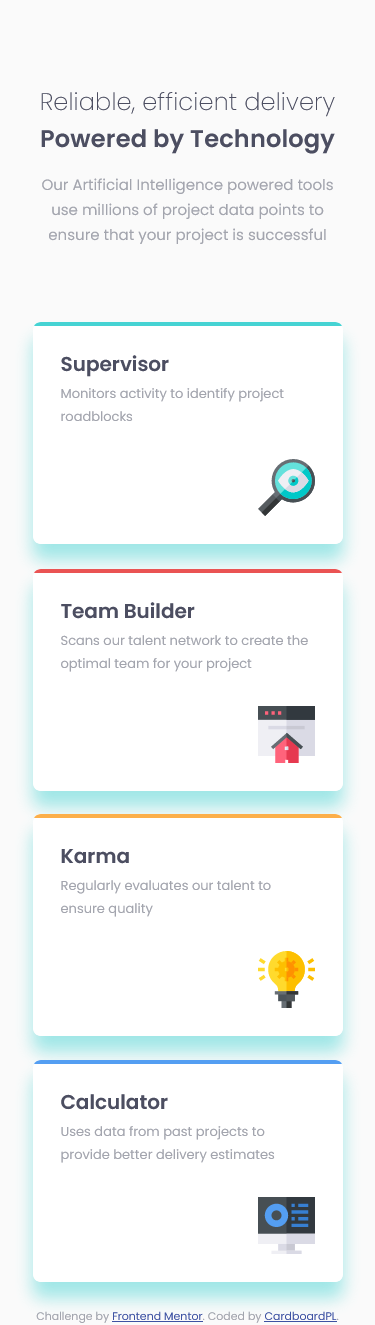 Reliable, efficient delivery
Powered by Technology
Our Artificial Intelligence powered tools
use millions of project data points to
ensure that your project is successful
Supervisor
Monitors activity to identify project
roadblocks
Team Builder
Scans our talent network to create the
optimal team for your project
Karma
Regularly evaluates our talent to
ensure quality
Calculator
Uses data from past projects to
provide better delivery estimates
Challenge by Frontend Mentor. Coded by CardboardPL.